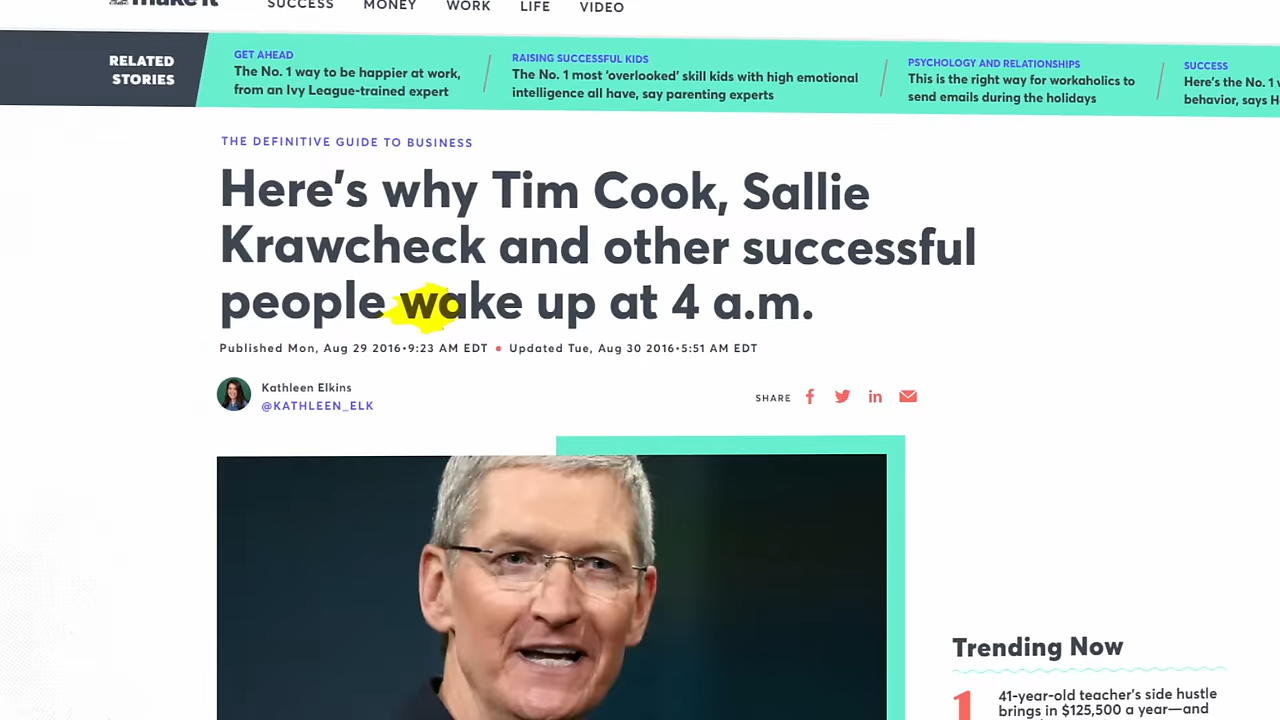 make it
SUCCESS MONEY WORK LIFE VIDEO
RELATED
STORIES
GET AHEAD
The No. 1 way to be happier at work,
from an Ivy League-trained expert
RAISING SUCCESSFUL KIDS
The No. 1 most ‘overlooked’ skill kids with high emotional
intelligence all have, say parenting experts
PSYCHOLOGY AND RELATIONSHIPS
This is the right way for workaholics to
send emails during the holidays
SUCCESS
Here’s the No. 1
behavior, says
THE DEFINITIVE GUIDE TO BUSINESS
Here’s why Tim Cook, Sallie
Krawcheck and other successful
people wake up at 4 a.m.
Published Mon, Aug 29 2016•9:23 AM EDT • Updated Tue, Aug 30 2016•5:51 AM EDT
Kathleen Elkins
@KATHLEEN_ELK
SHARE f in
Trending Now
1
41-year-old teacher’s side hustle
brings in $125,500 a year—and